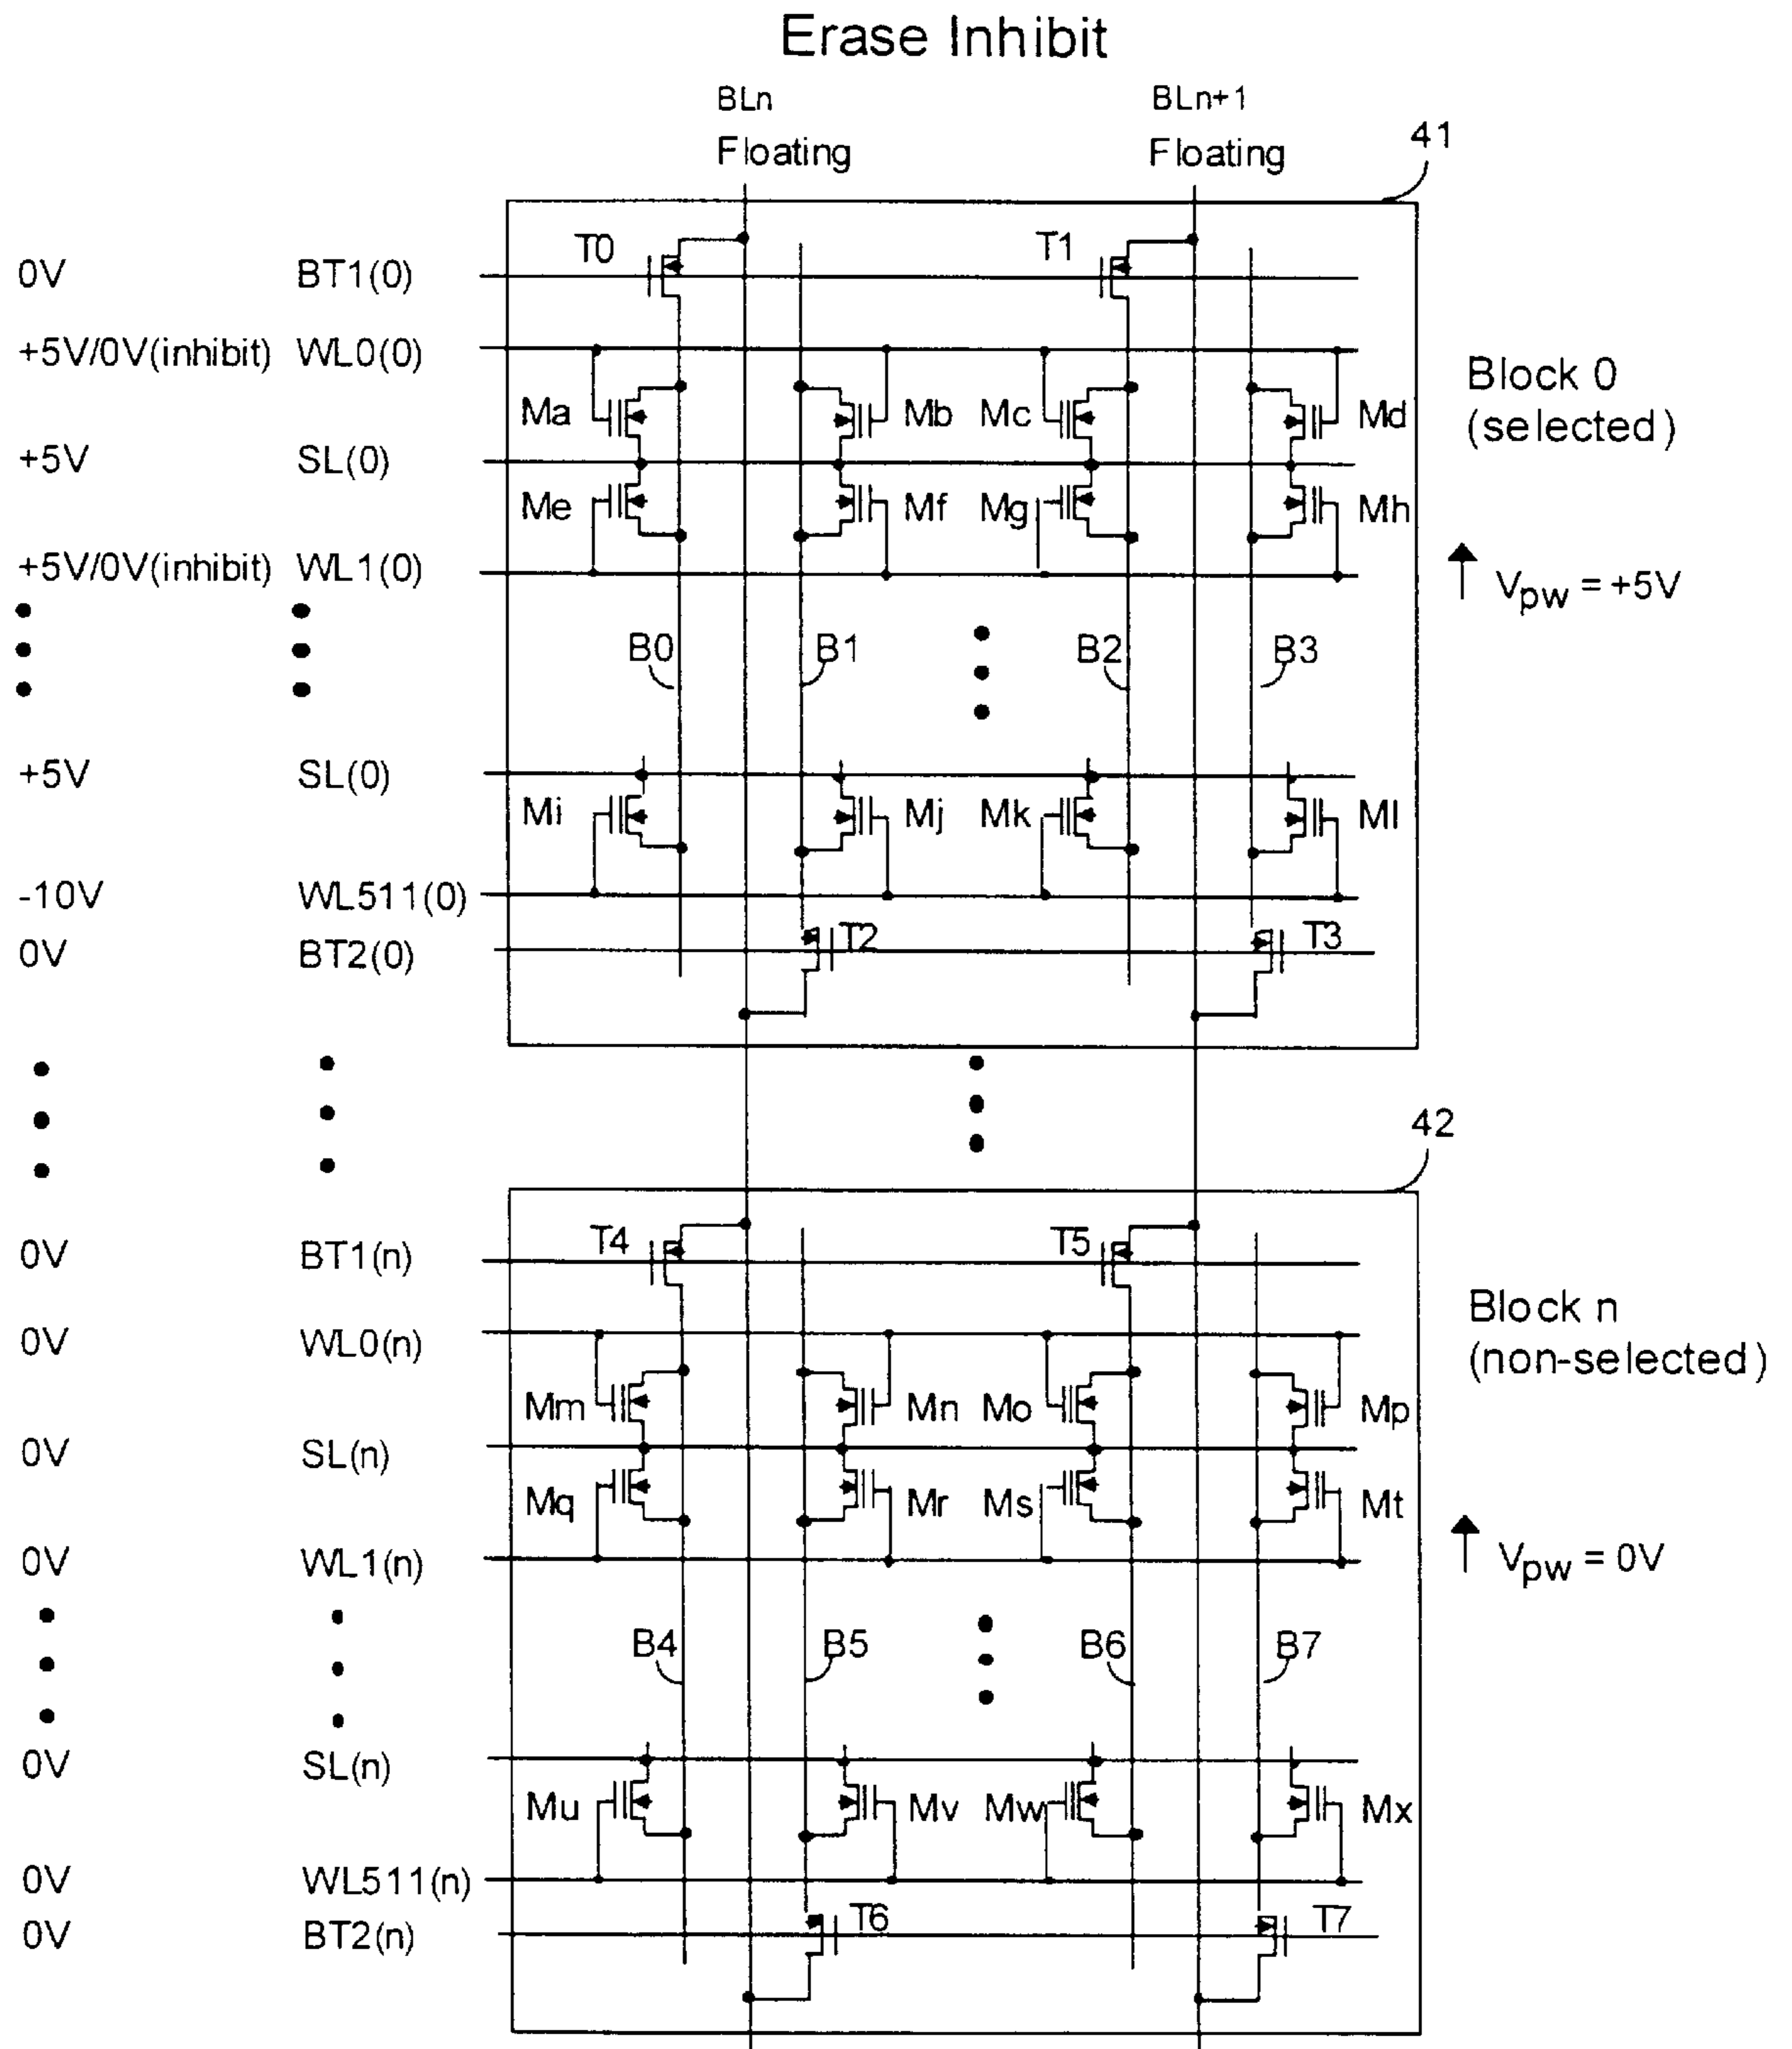 Erase Inhibit
BLn BLn+1
Floating Floating
41
T0 T1
0V BT1(0)
+5V/0V(inhibit) WL0(0)
Block 0
(selected)
Ma Mb Mc Md
+5V SL(0)
Me Mf Mg Mh
+5V/0V(inhibit) WL1(0)
Vpw = +5V
B0 B1 B2 B3
+5V SL(0)
Mi Mj Mk Ml
-10V WL511(0)
T2 T3
0V BT2(0)
42
T4 T5
0V BT1(n)
Block n
(non-selected)
0V WL0(n)
Mm Mn Mo Mp
0V SL(n)
Mq Mr Ms Mt
0V WL1(n)
Vpw = 0V
B4 B5 B6 B7
0V SL(n)
Mu Mv Mw Mx
0V WL511(n)
T6 T7
0V BT2(n)